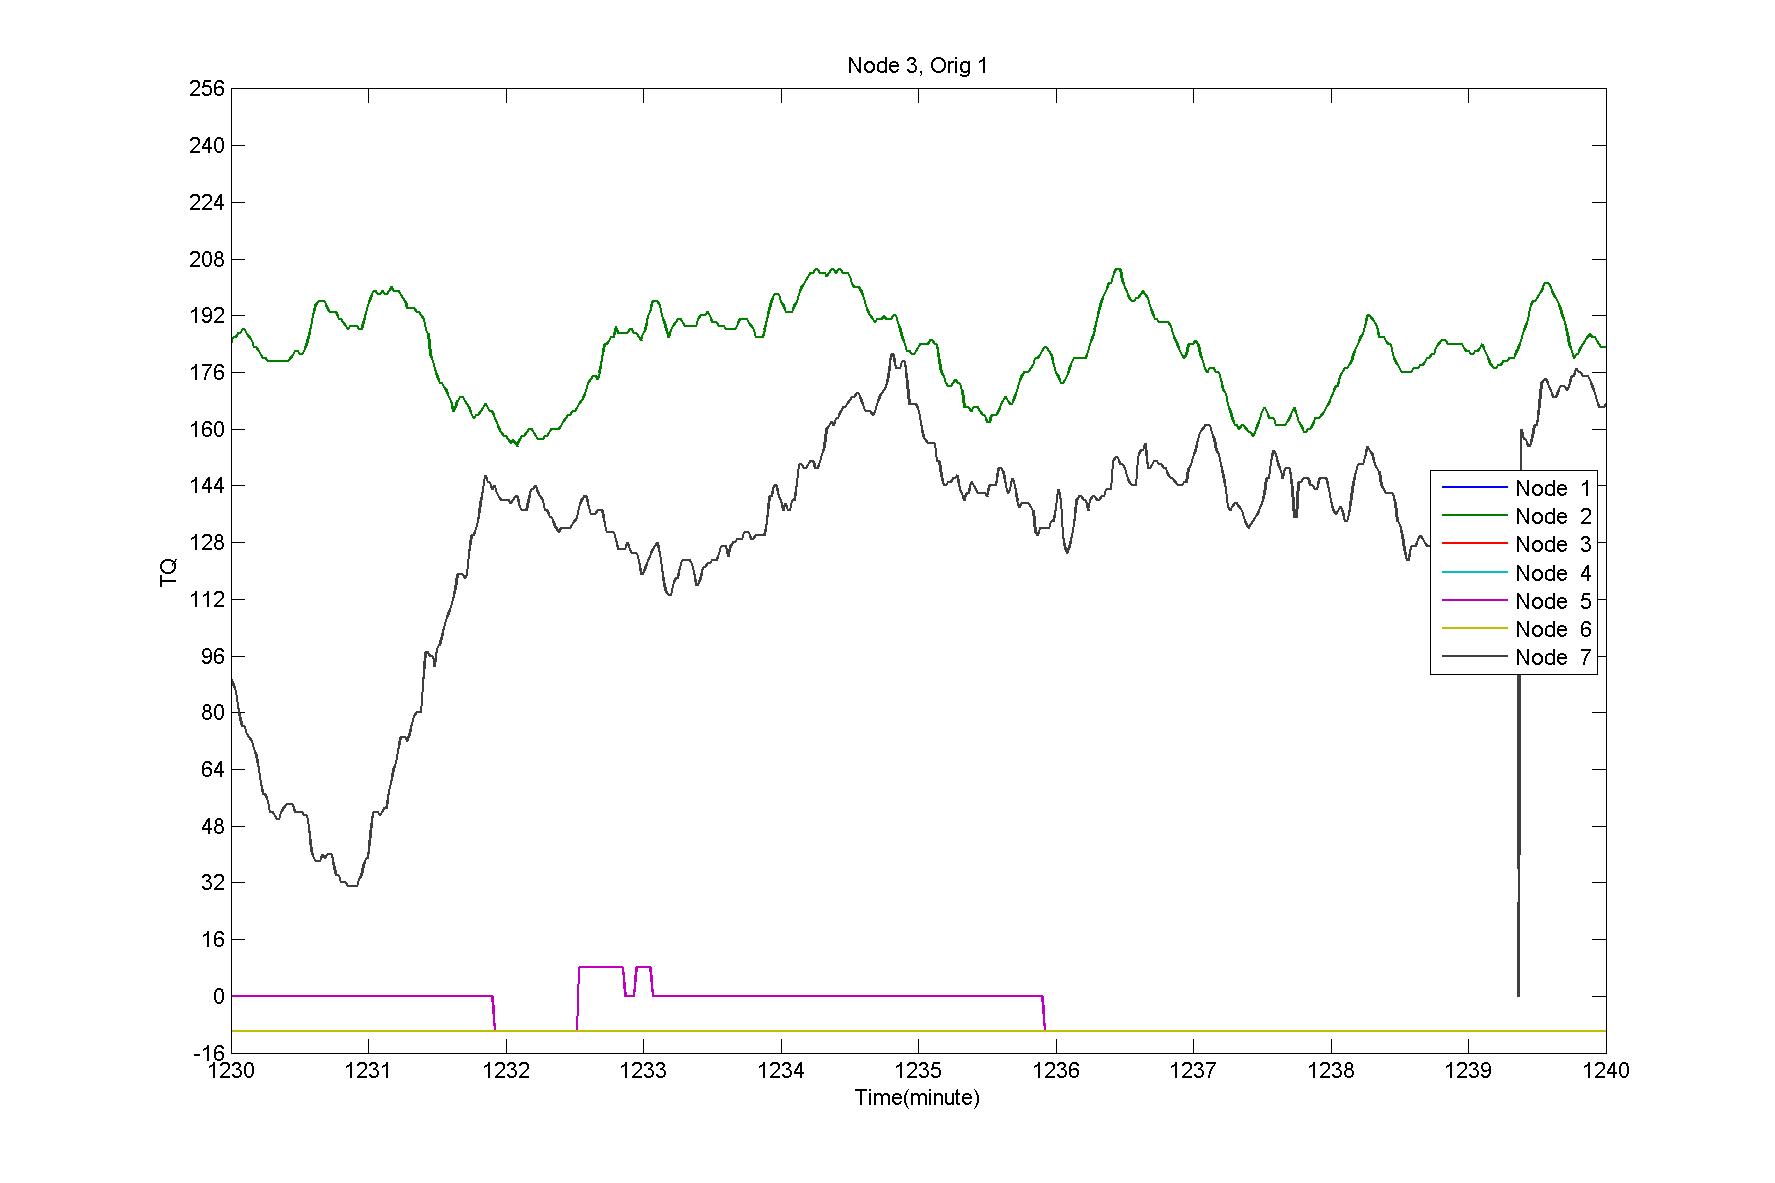 Node 3, Orig 1
256
240
224
208
192
176
160
144
128
112
96
80
64
48
32
16
0
-16
TQ
Node 1
Node 2
Node 3
Node 4
Node 5
Node 6
Node 7
1230 1231 1232 1233 1234 1235 1236 1237 1238 1239 1240
Time(minute)